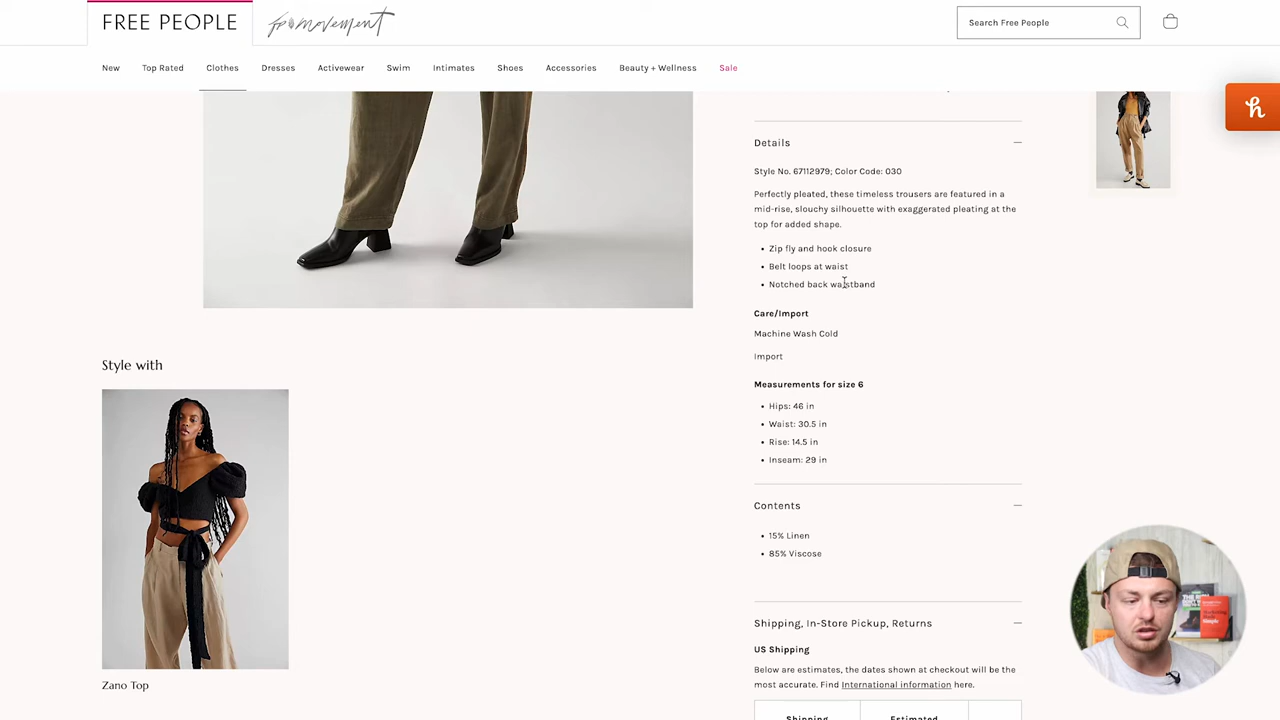 FREE PEOPLE
fp movement
Search Free People
New
Top Rated
Clothes
Dresses
Activewear
Swim
Intimates
Shoes
Accessories
Beauty + Wellness
Sale
h
Details
Style No. 67112979; Color Code: 030
Perfectly pleated, these timeless trousers are featured in a
mid-rise, slouchy silhouette with exaggerated pleating at the
top for added shape.
• Zip fly and hook closure
• Belt loops at waist
• Notched back waistband
Care/Import
Machine Wash Cold
Import
Measurements for size 6
• Hips: 46 in
• Waist: 30.5 in
• Rise: 14.5 in
• Inseam: 29 in
Contents
• 15% Linen
• 85% Viscose
Shipping, In-Store Pickup, Returns
US Shipping
Below are estimates, the dates shown at checkout will be the
most accurate. Find International information here.
Shipping
Estimated
Style with
Zano Top